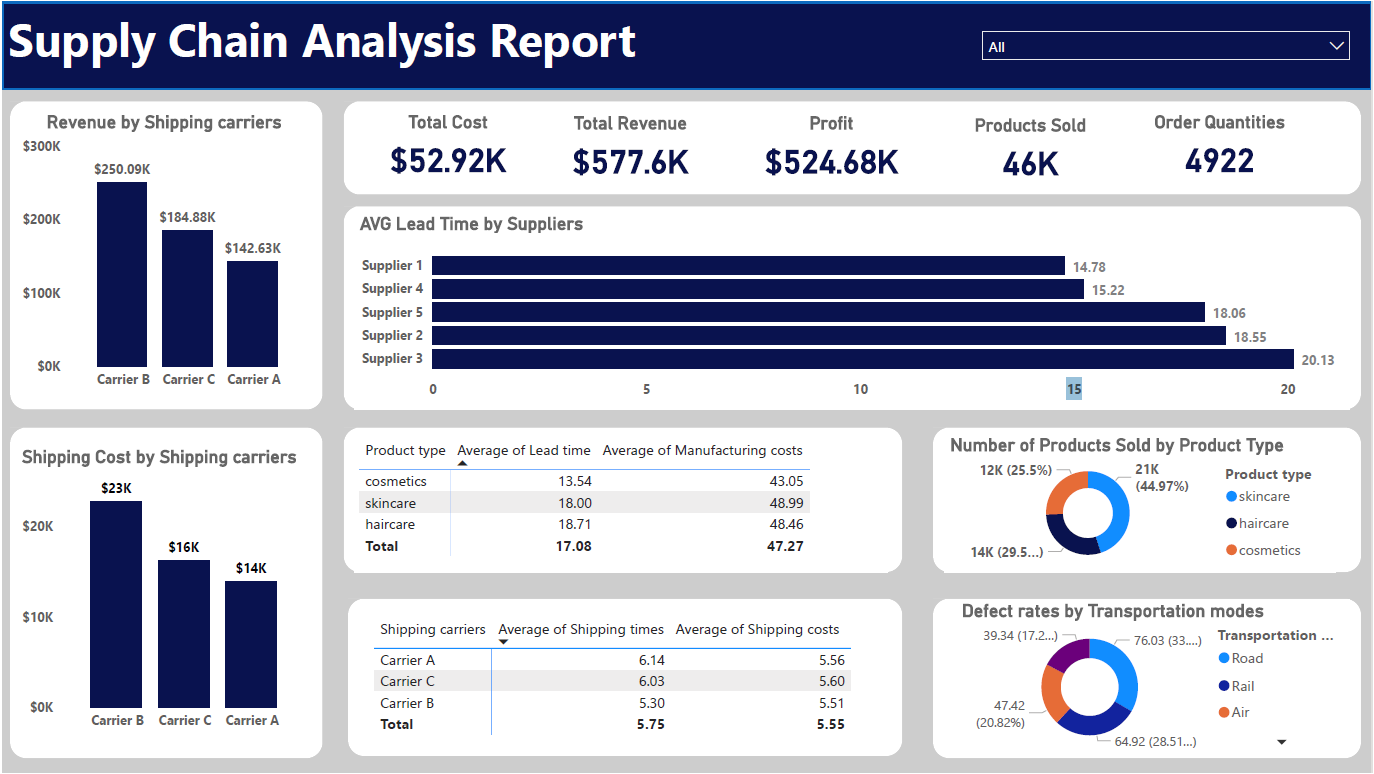 Supply Chain Analysis Report
All
Revenue by Shipping carriers
$300K
$200K
$100K
$0K
$250.09K
$184.88K
$142.63K
Carrier B Carrier C Carrier A
Total Cost
$52.92K
Total Revenue
$577.6K
Profit
$524.68K
Products Sold
46K
Order Quantities
4922
AVG Lead Time by Suppliers
Supplier 1 14.78
Supplier 4 15.22
Supplier 5 18.06
Supplier 2 18.55
Supplier 3 20.13
0 5 10 15 20
Shipping Cost by Shipping carriers
$20K
$10K
$0K
$23K
$16K
$14K
Carrier B Carrier C Carrier A
Product type Average of Lead time Average of Manufacturing costs
cosmetics 13.54 43.05
skincare 18.00 48.99
haircare 18.71 48.46
Total 17.08 47.27
Shipping carriers Average of Shipping times Average of Shipping costs
Carrier A 6.14 5.56
Carrier C 6.03 5.60
Carrier B 5.30 5.51
Total 5.75 5.55
Number of Products Sold by Product Type
12K (25.5%)
21K
(44.97%)
14K (29.5...)
Product type
skincare
haircare
cosmetics
Defect rates by Transportation modes
39.34 (17.2...)
76.03 (33....)
47.42
(20.82%)
64.92 (28.51...)
Transportation ...
Road
Rail
Air